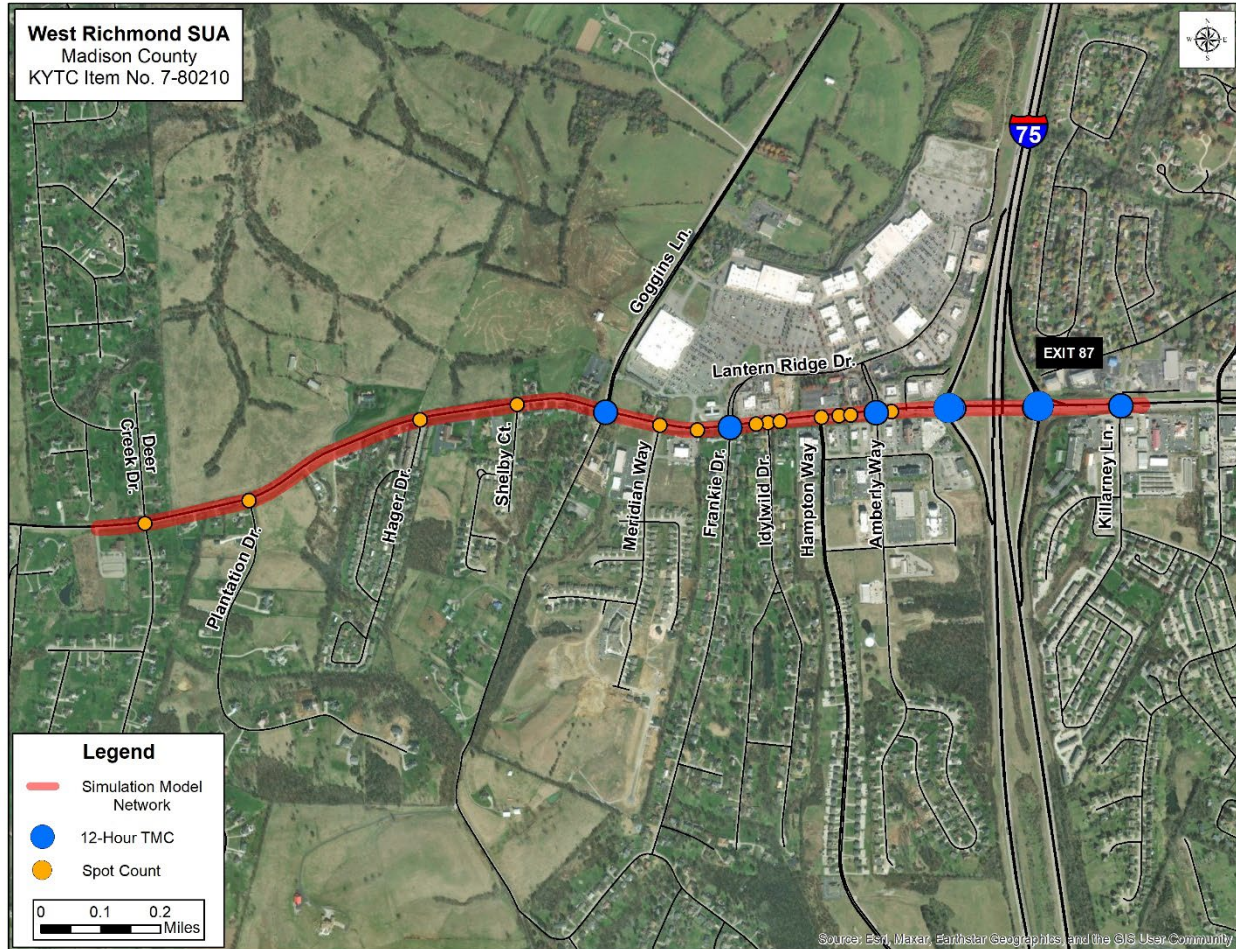 West Richmond SUA
Madison County
KYTC Item No. 7-80210
N
W E
S
75
Goggins Ln.
EXIT 87
Lantern Ridge Dr.
Deer
Creek Dr.
Plantation Dr.
Hager Dr.
Shelby Ct.
Meridian Way
Frankie Dr.
Idylwild Dr.
Hampton Way
Amberly Way
Killarney Ln.
Legend
Simulation Model
Network
12-Hour TMC
Spot Count
0 0.1 0.2
Miles
Source: Esri, Maxar, Earthstar Geographics, and the GIS User Community